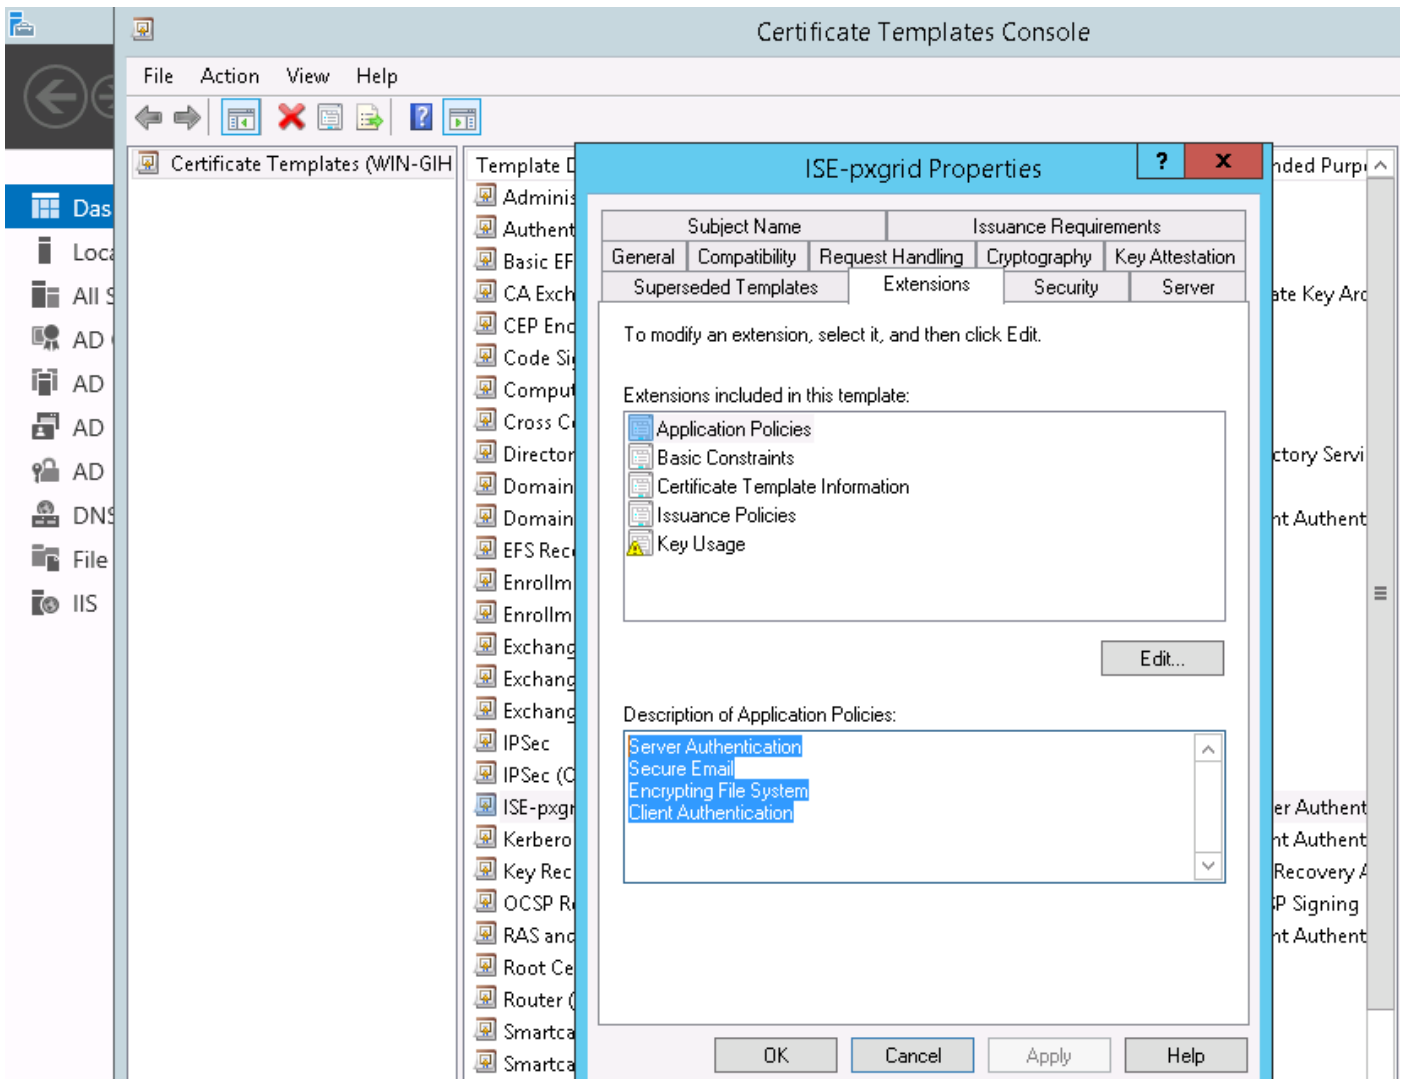 Certificate Templates Console
File Action View Help
Certificate Templates (WIN-GIH
Das
Loca
All S
AD
AD
AD
AD
DNS
File
IIS
Template D
Adminis
Authent
Basic EF
CA Exch
CEP Enc
Code Si
Comput
Cross C
Director
Domain
Domain
EFS Rec
Enrollm
Enrollm
Exchang
Exchang
Exchang
IPSec
IPSec (O
ISE-pxgr
Kerbero
Key Rec
OCSP R
RAS and
Root Ce
Router (
Smartca
Smartca
ISE-pxgrid Properties
? x
Subject Name Issuance Requirements
General Compatibility Request Handling Cryptography Key Attestation
Superseded Templates Extensions Security Server
To modify an extension, select it, and then click Edit.
Extensions included in this template:
Application Policies
Basic Constraints
Certificate Template Information
Issuance Policies
Key Usage
Edit...
Description of Application Policies:
Server Authentication
Secure Email
Encrypting File System
Client Authentication
OK Cancel Apply Help
nded Purp
ate Key Arc
ctory Servi
nt Authent
er Authent
nt Authent
Recovery A
SP Signing
nt Authent